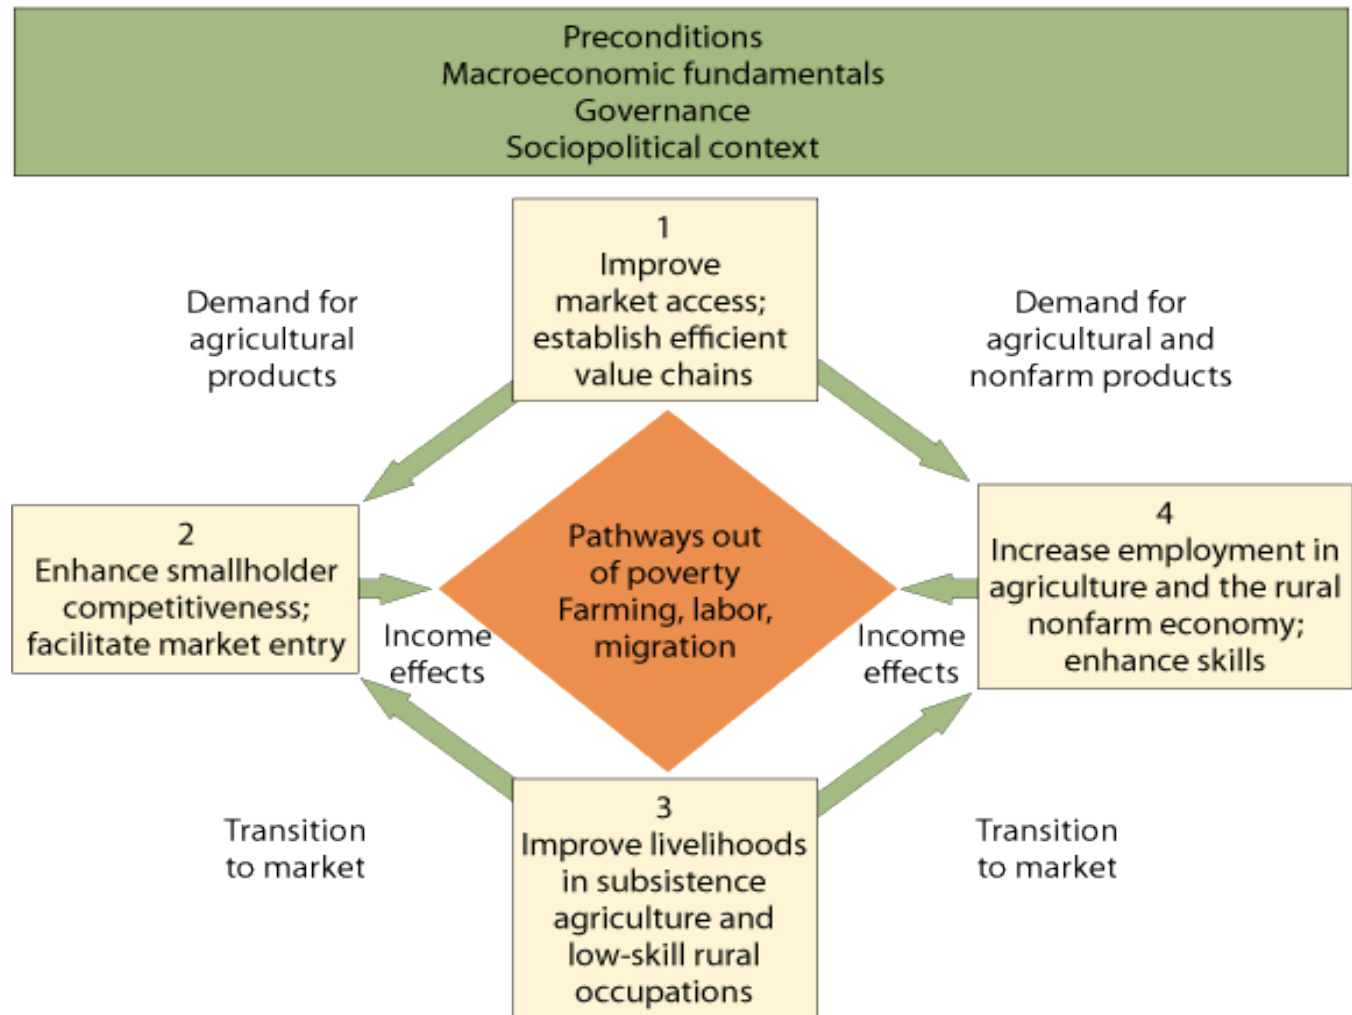 Preconditions
Macroeconomic fundamentals
Governance
Sociopolitical context
1
Improve
market access;
establish efficient
value chains
Demand for
agricultural
products
Demand for
agricultural and
nonfarm products
2
Enhance smallholder
competitiveness;
facilitate market entry
Pathways out
of poverty
Farming, labor,
migration
4
Increase employment in
agriculture and the rural
nonfarm economy;
enhance skills
Income
effects
Income
effects
Transition
to market
3
Improve livelihoods
in subsistence
agriculture and
low-skill rural
occupations
Transition
to market